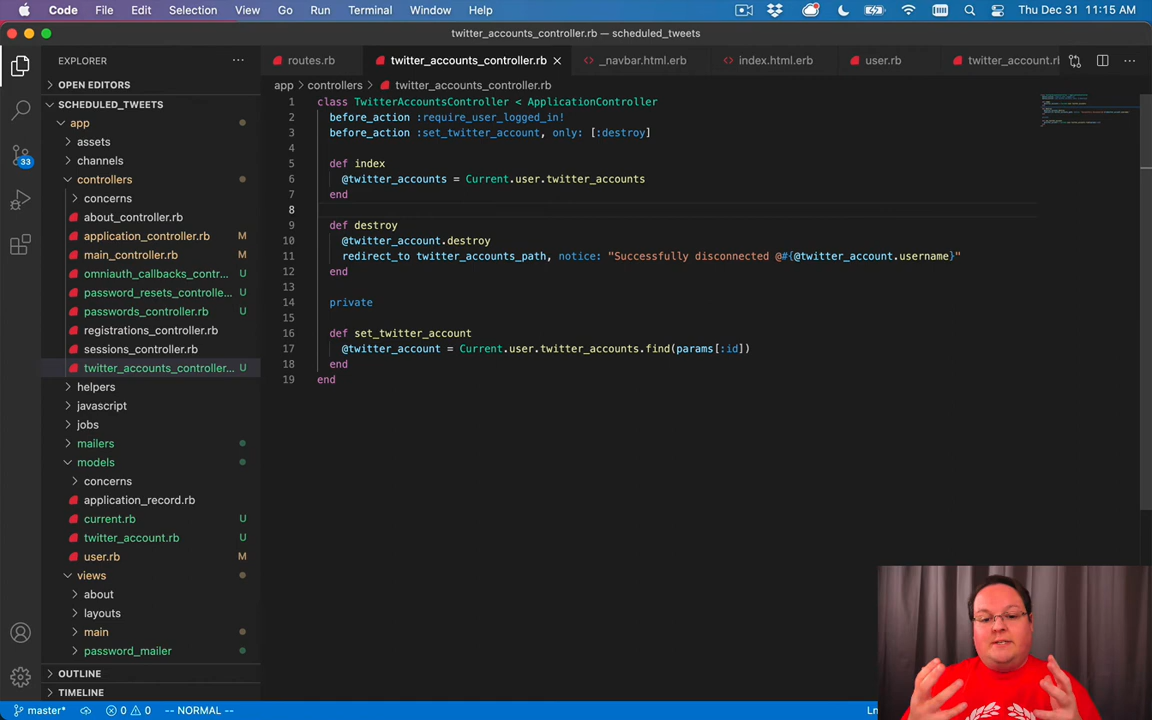 Code File Edit Selection View Go Run Terminal Window Help Thu Dec 31 11:15 AM
twitter_accounts_controller.rb — scheduled_tweets
EXPLORER
routes.rb
twitter_accounts_controller.rb
_navbar.html.erb
index.html.erb
user.rb
twitter_account.rl
OPEN EDITORS
app › controllers › twitter_accounts_controller.rb
SCHEDULED_TWEETS
app
assets
channels
controllers
concerns
about_controller.rb
application_controller.rb M
main_controller.rb M
omniauth_callbacks_contr... U
password_resets_controlle... U
passwords_controller.rb U
registrations_controller.rb
sessions_controller.rb
twitter_accounts_controller... U
helpers
javascript
jobs
mailers
models
concerns
application_record.rb
current.rb U
twitter_account.rb U
user.rb M
views
about
layouts
main
password_mailer
OUTLINE
TIMELINE
33
1 class TwitterAccountsController < ApplicationController
2 before_action :require_user_logged_in!
3 before_action :set_twitter_account, only: [:destroy]
4
5 def index
6 @twitter_accounts = Current.user.twitter_accounts
7 end
8
9 def destroy
10 @twitter_account.destroy
11 redirect_to twitter_accounts_path, notice: "Successfully disconnected @#{@twitter_account.username}"
12 end
13
14 private
15
16 def set_twitter_account
17 @twitter_account = Current.user.twitter_accounts.find(params[:id])
18 end
19 end
master* 0 0 -- NORMAL -- Ln